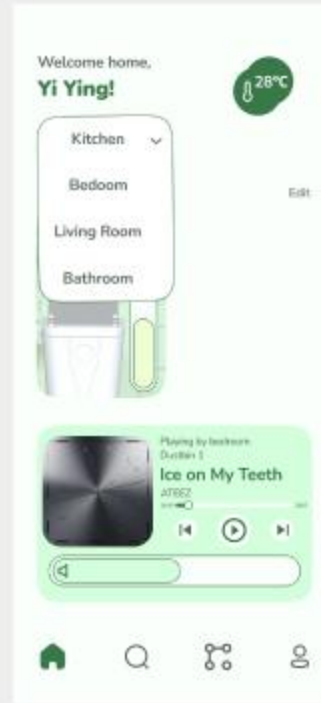 Welcome home,
Yi Ying!
28°C
Kitchen
Bedoom
Living Room
Bathroom
Edit
Playing by bedroom
Ice on My Teeth
ATEEZ